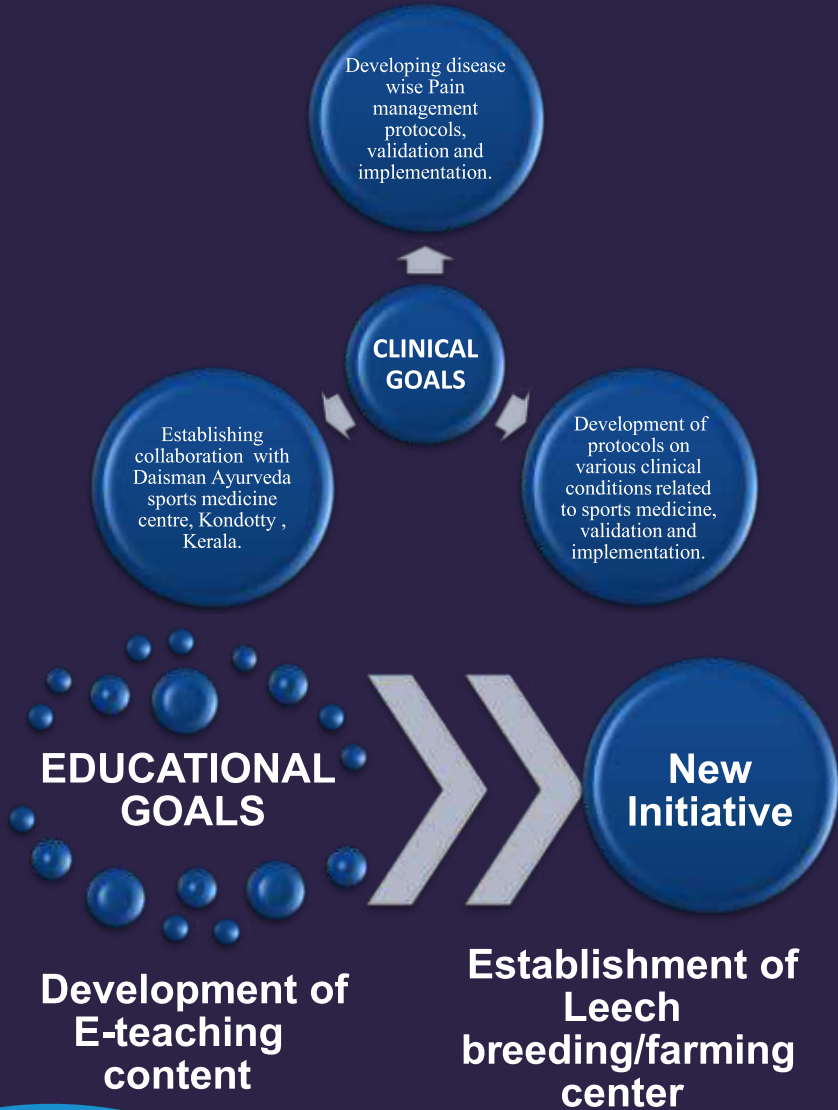 Developing disease
wise Pain
management
protocols,
validation and
implementation.
CLINICAL
GOALS
Establishing
collaboration with
Daisman Ayurveda
sports medicine
centre, Kondotty ,
Kerala.
Development of
protocols on
various clinical
conditions related
to sports medicine,
validation and
implementation.
EDUCATIONAL
GOALS
New
Initiative
Development of
E-teaching
content
Establishment of
Leech
breeding/farming
center